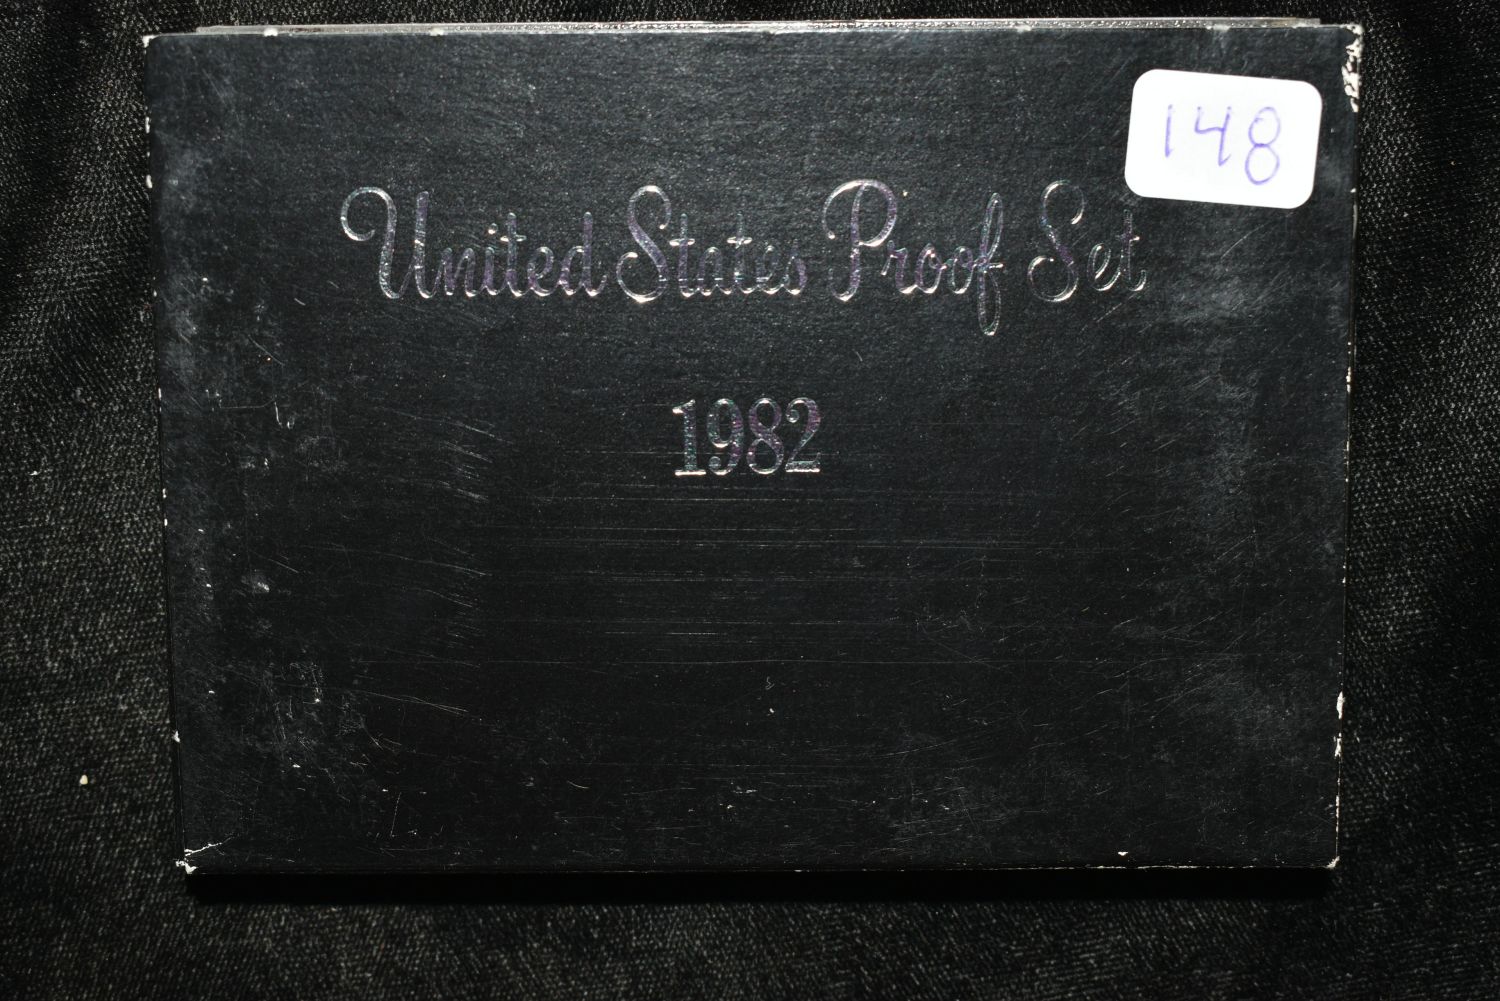 148
United States Proof Set
1982